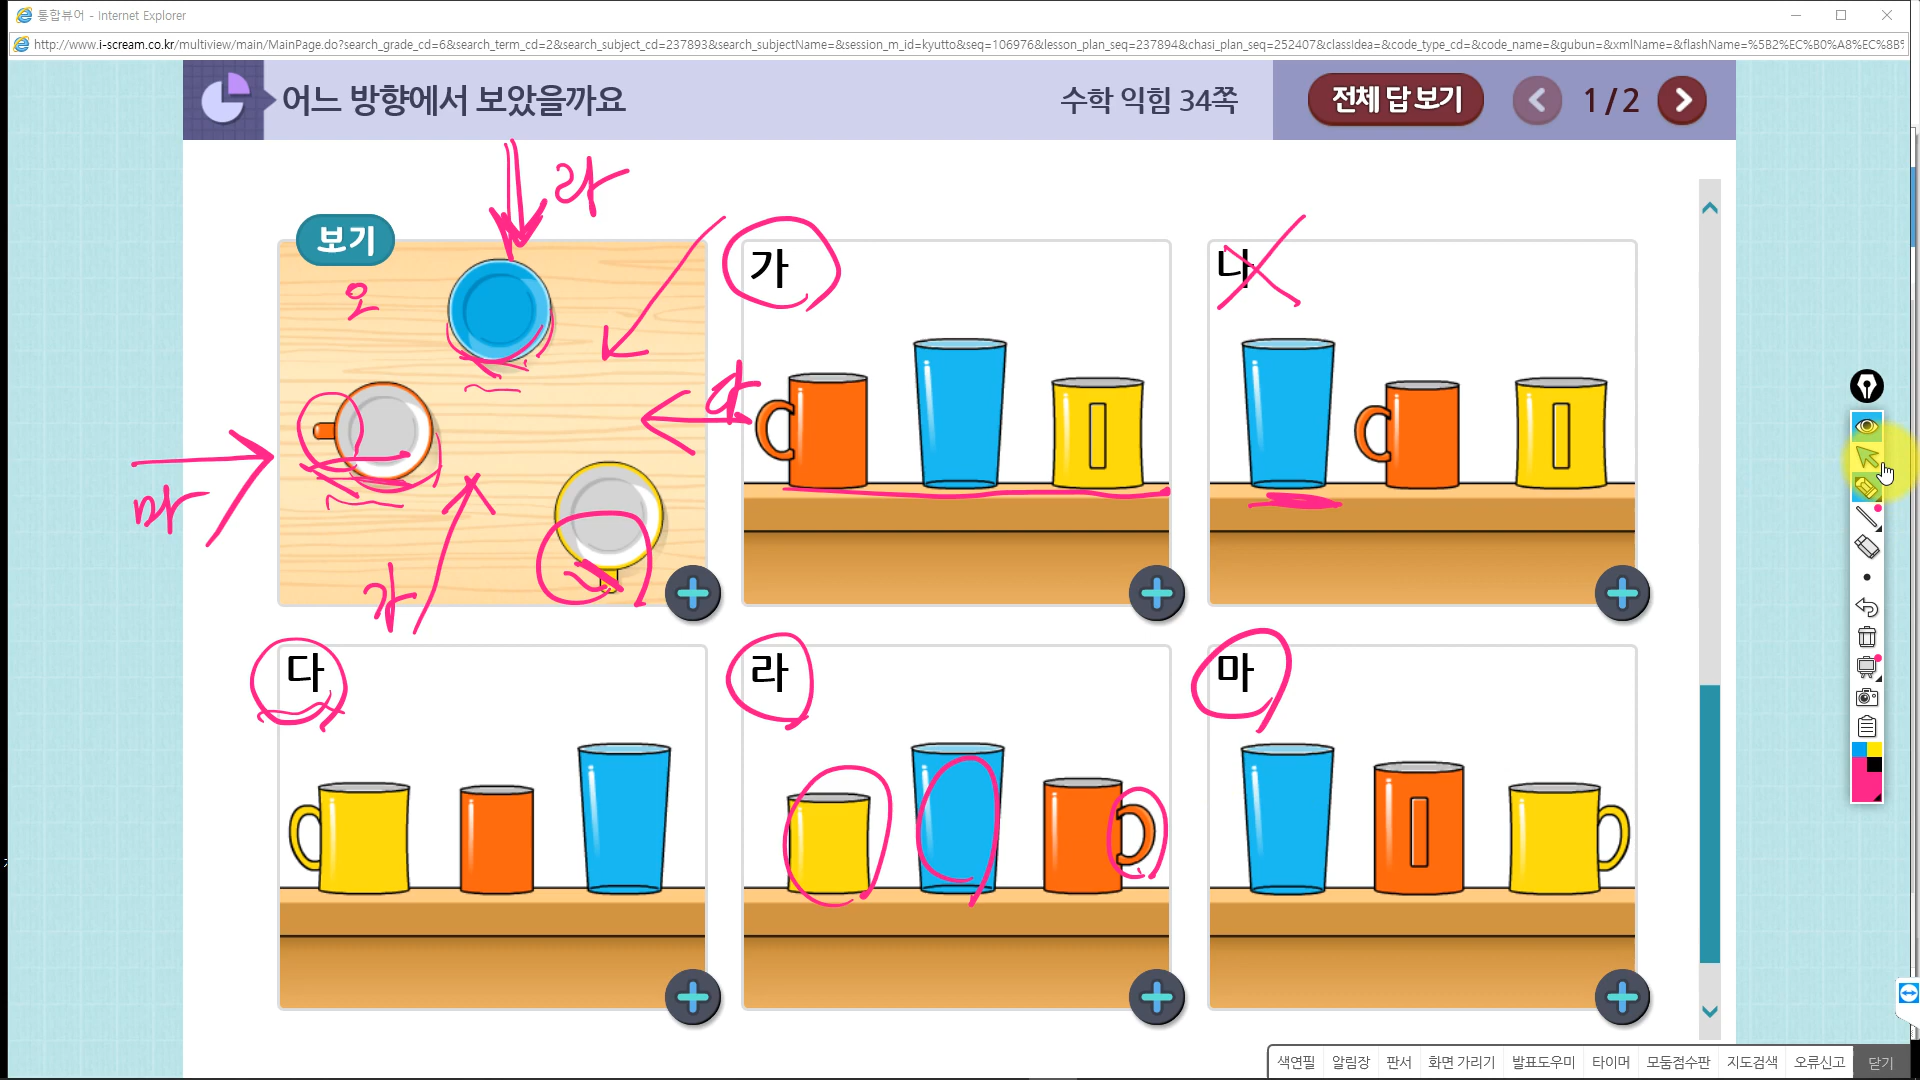 통합뷰어 - Internet Explorer
http://www.i-scream.co.kr/multiview/main/MainPage.do?search_grade_cd=6&search_term_cd=2&search_subject_cd=237893&search_subjectName=&session_m_id=kyutto&seq=106976&lesson_plan_seq=237894&chasi_plan_seq=252407&classIdea=&code_type_cd=&code_name=&gubun=&xmlName=&flashName=%5B2%EC%B0%A8%EC%8B%
어느 방향에서 보았을까요
수학 익힘 34쪽
전체 답 보기
1 / 2
라
보기
오
다
마
가
가
나
다
라
마
색연필 알림장 판서 화면 가리기 발표도우미 타이머 모둠점수판 지도검색 오류신고 닫기